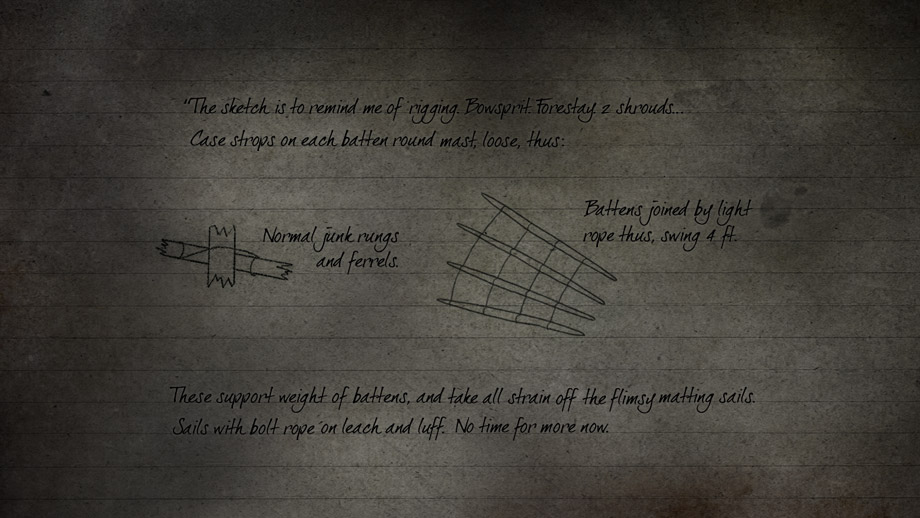 "The sketch is to remind me of rigging. Bowsprit. Forestay. 2 shrouds...
Case strops on each batten round mast, loose, thus:
Normal junk rungs
and ferrels.
Battens joined by light
rope thus, swing 4 ft.
These support weight of battens, and take all strain off the flimsy matting sails.
Sails with bolt rope on leach and luff. No time for more now.